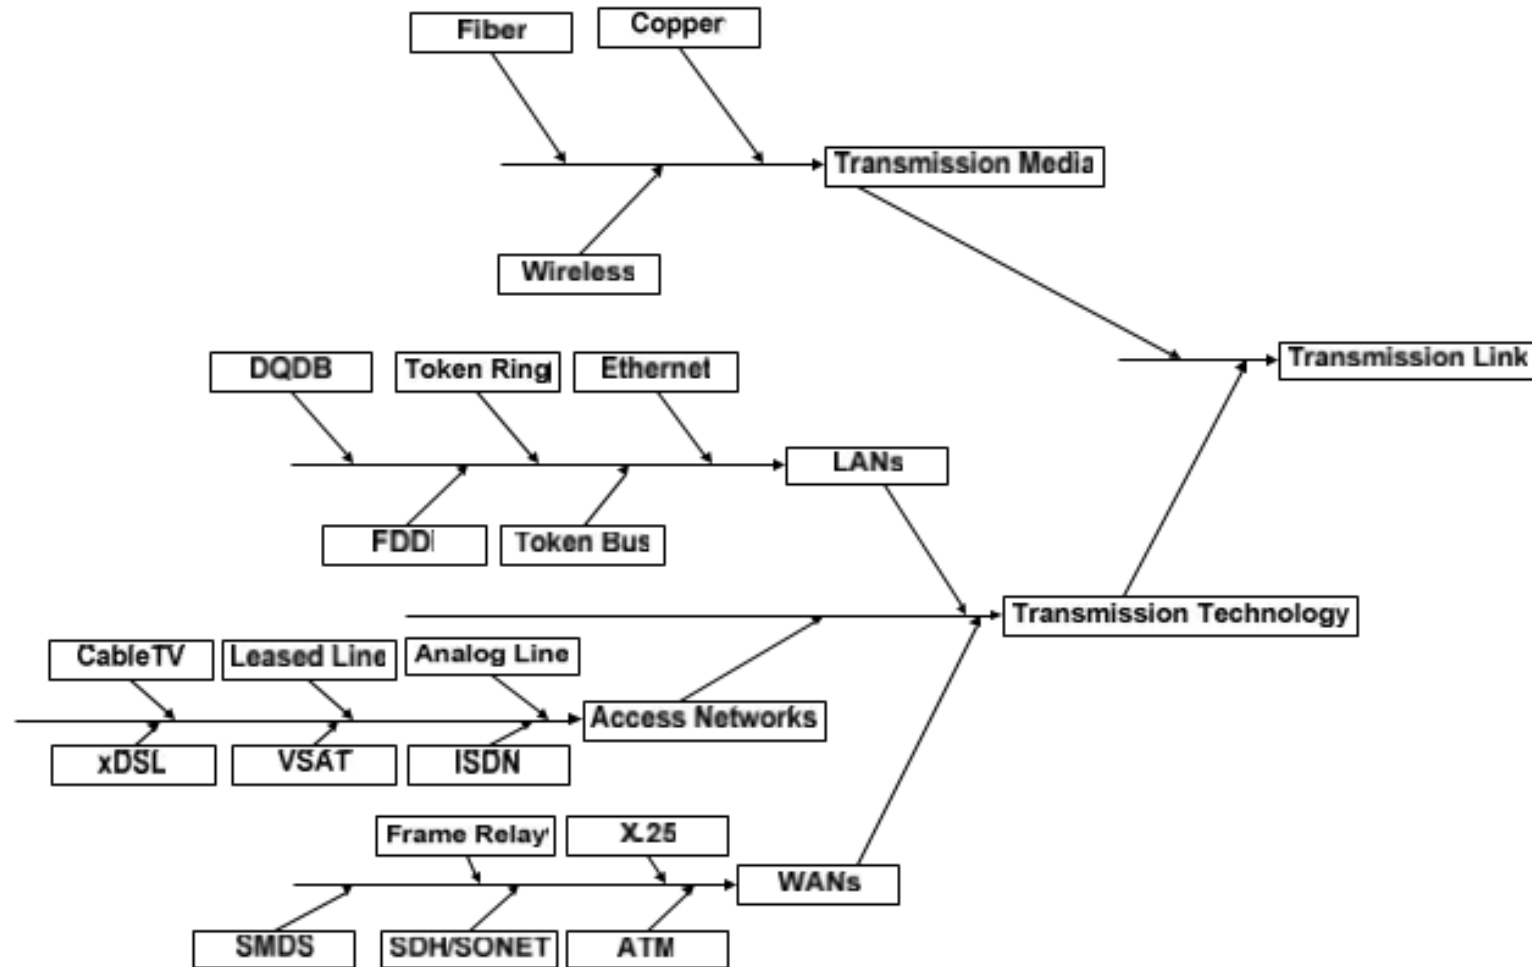 Fiber
Copper
Transmission Media
Wireless
DQDB
Token Ring
Ethernet
Transmission Link
LANs
FDDI
Token Bus
Transmission Technology
CableTV
Leased Line
Analog Line
Access Networks
xDSL
VSAT
ISDN
Frame Relay
X.25
WANs
SMDS
SDH/SONET
ATM